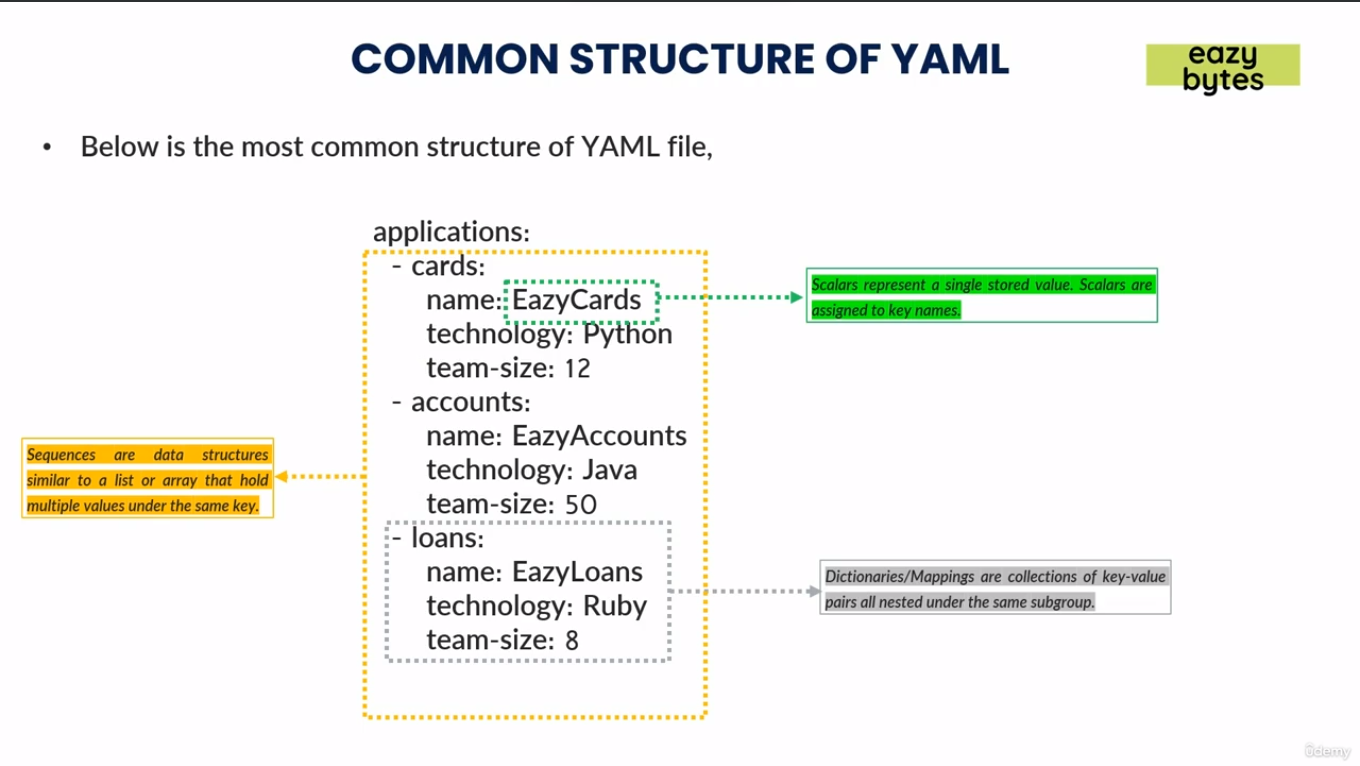 COMMON STRUCTURE OF YAML
eazy
bytes
• Below is the most common structure of YAML file,
applications:
- cards:
name: EazyCards
technology: Python
team-size: 12
- accounts:
name: EazyAccounts
technology: Java
team-size: 50
- loans:
name: EazyLoans
technology: Ruby
team-size: 8
Scalars represent a single stored value. Scalars are
assigned to key names.
Sequences are data structures
similar to a list or array that hold
multiple values under the same key.
Dictionaries/Mappings are collections of key-value
pairs all nested under the same subgroup.
ûdemy